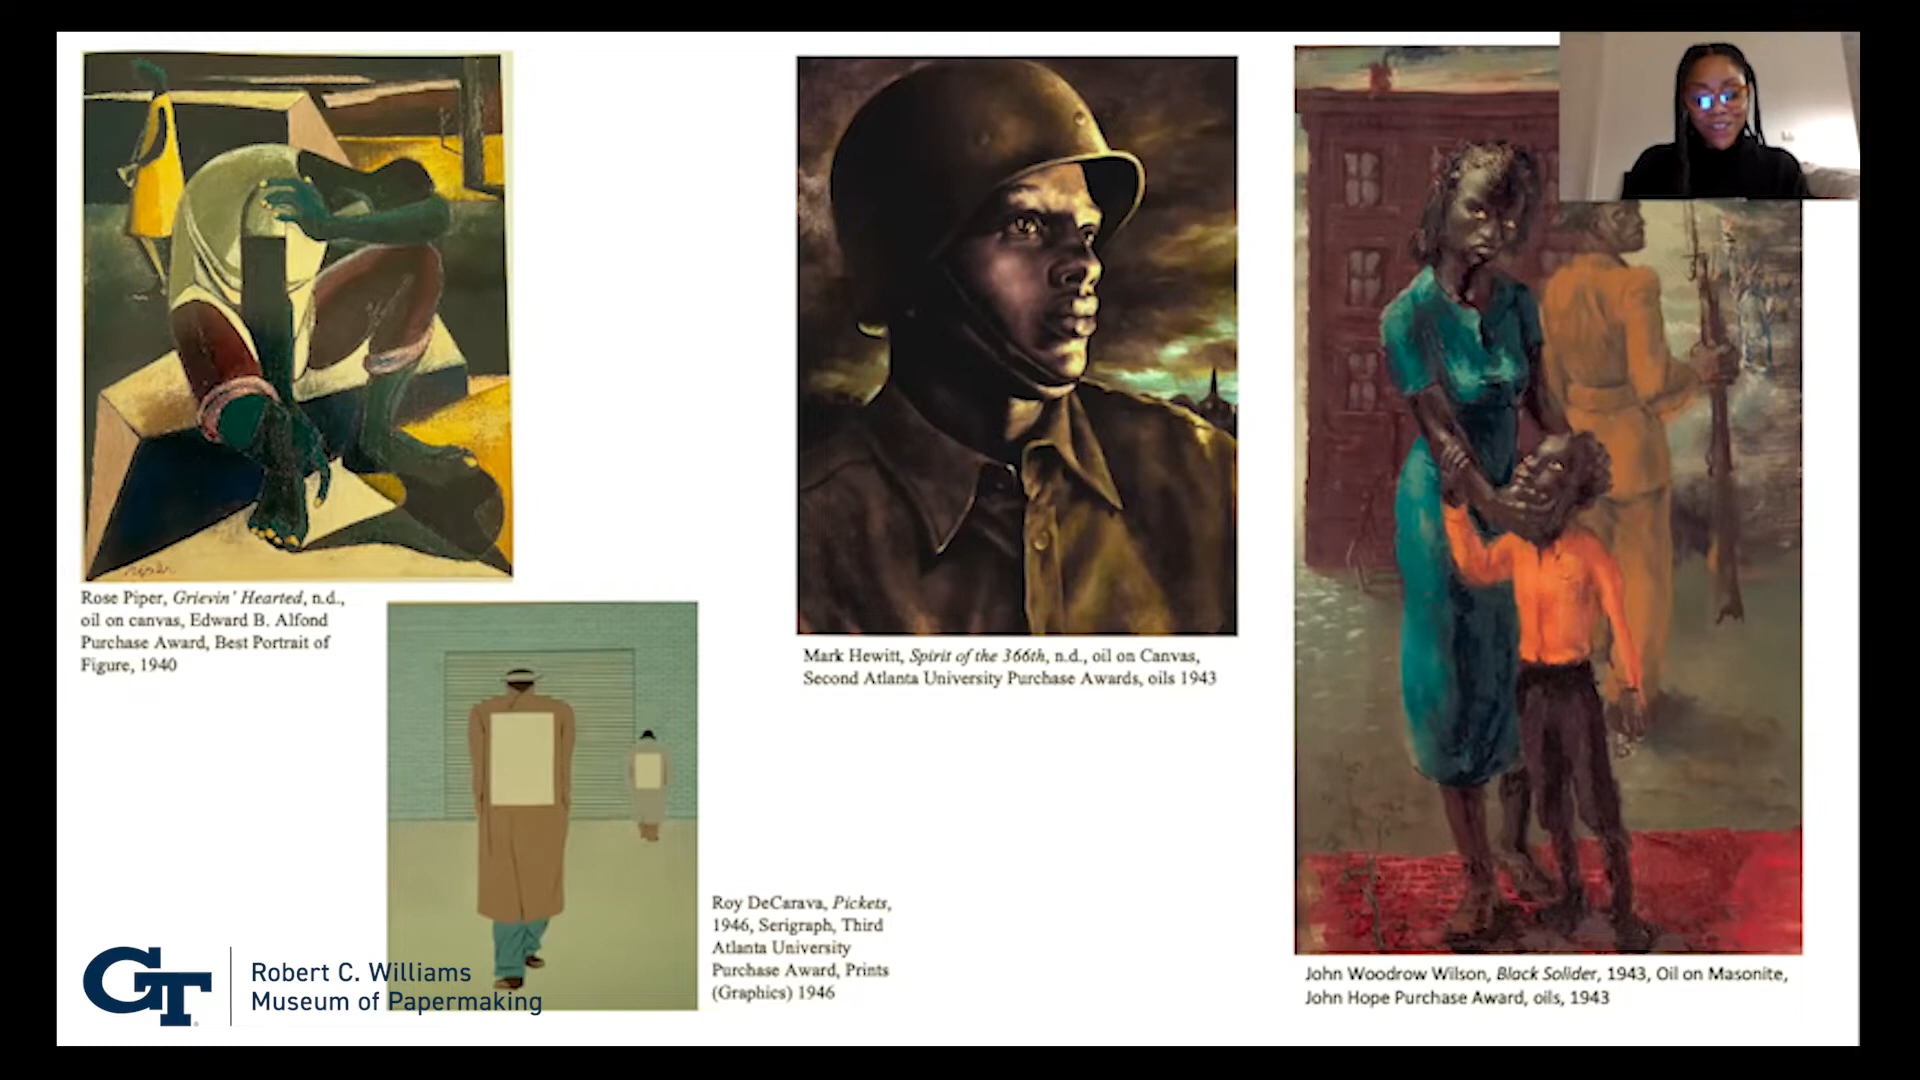 Rose Piper, Grievin' Hearted, n.d.,
oil on canvas, Edward B. Alfond
Purchase Award, Best Portrait of
Figure, 1940
Mark Hewitt, Spirit of the 366th, n.d., oil on Canvas,
Second Atlanta University Purchase Awards, oils 1943
Roy DeCarava, Pickets,
1946, Serigraph, Third
Atlanta University
Purchase Award, Prints
(Graphics) 1946
John Woodrow Wilson, Black Solider, 1943, Oil on Masonite,
John Hope Purchase Award, oils, 1943
GT
Robert C. Williams
Museum of Papermaking
piper